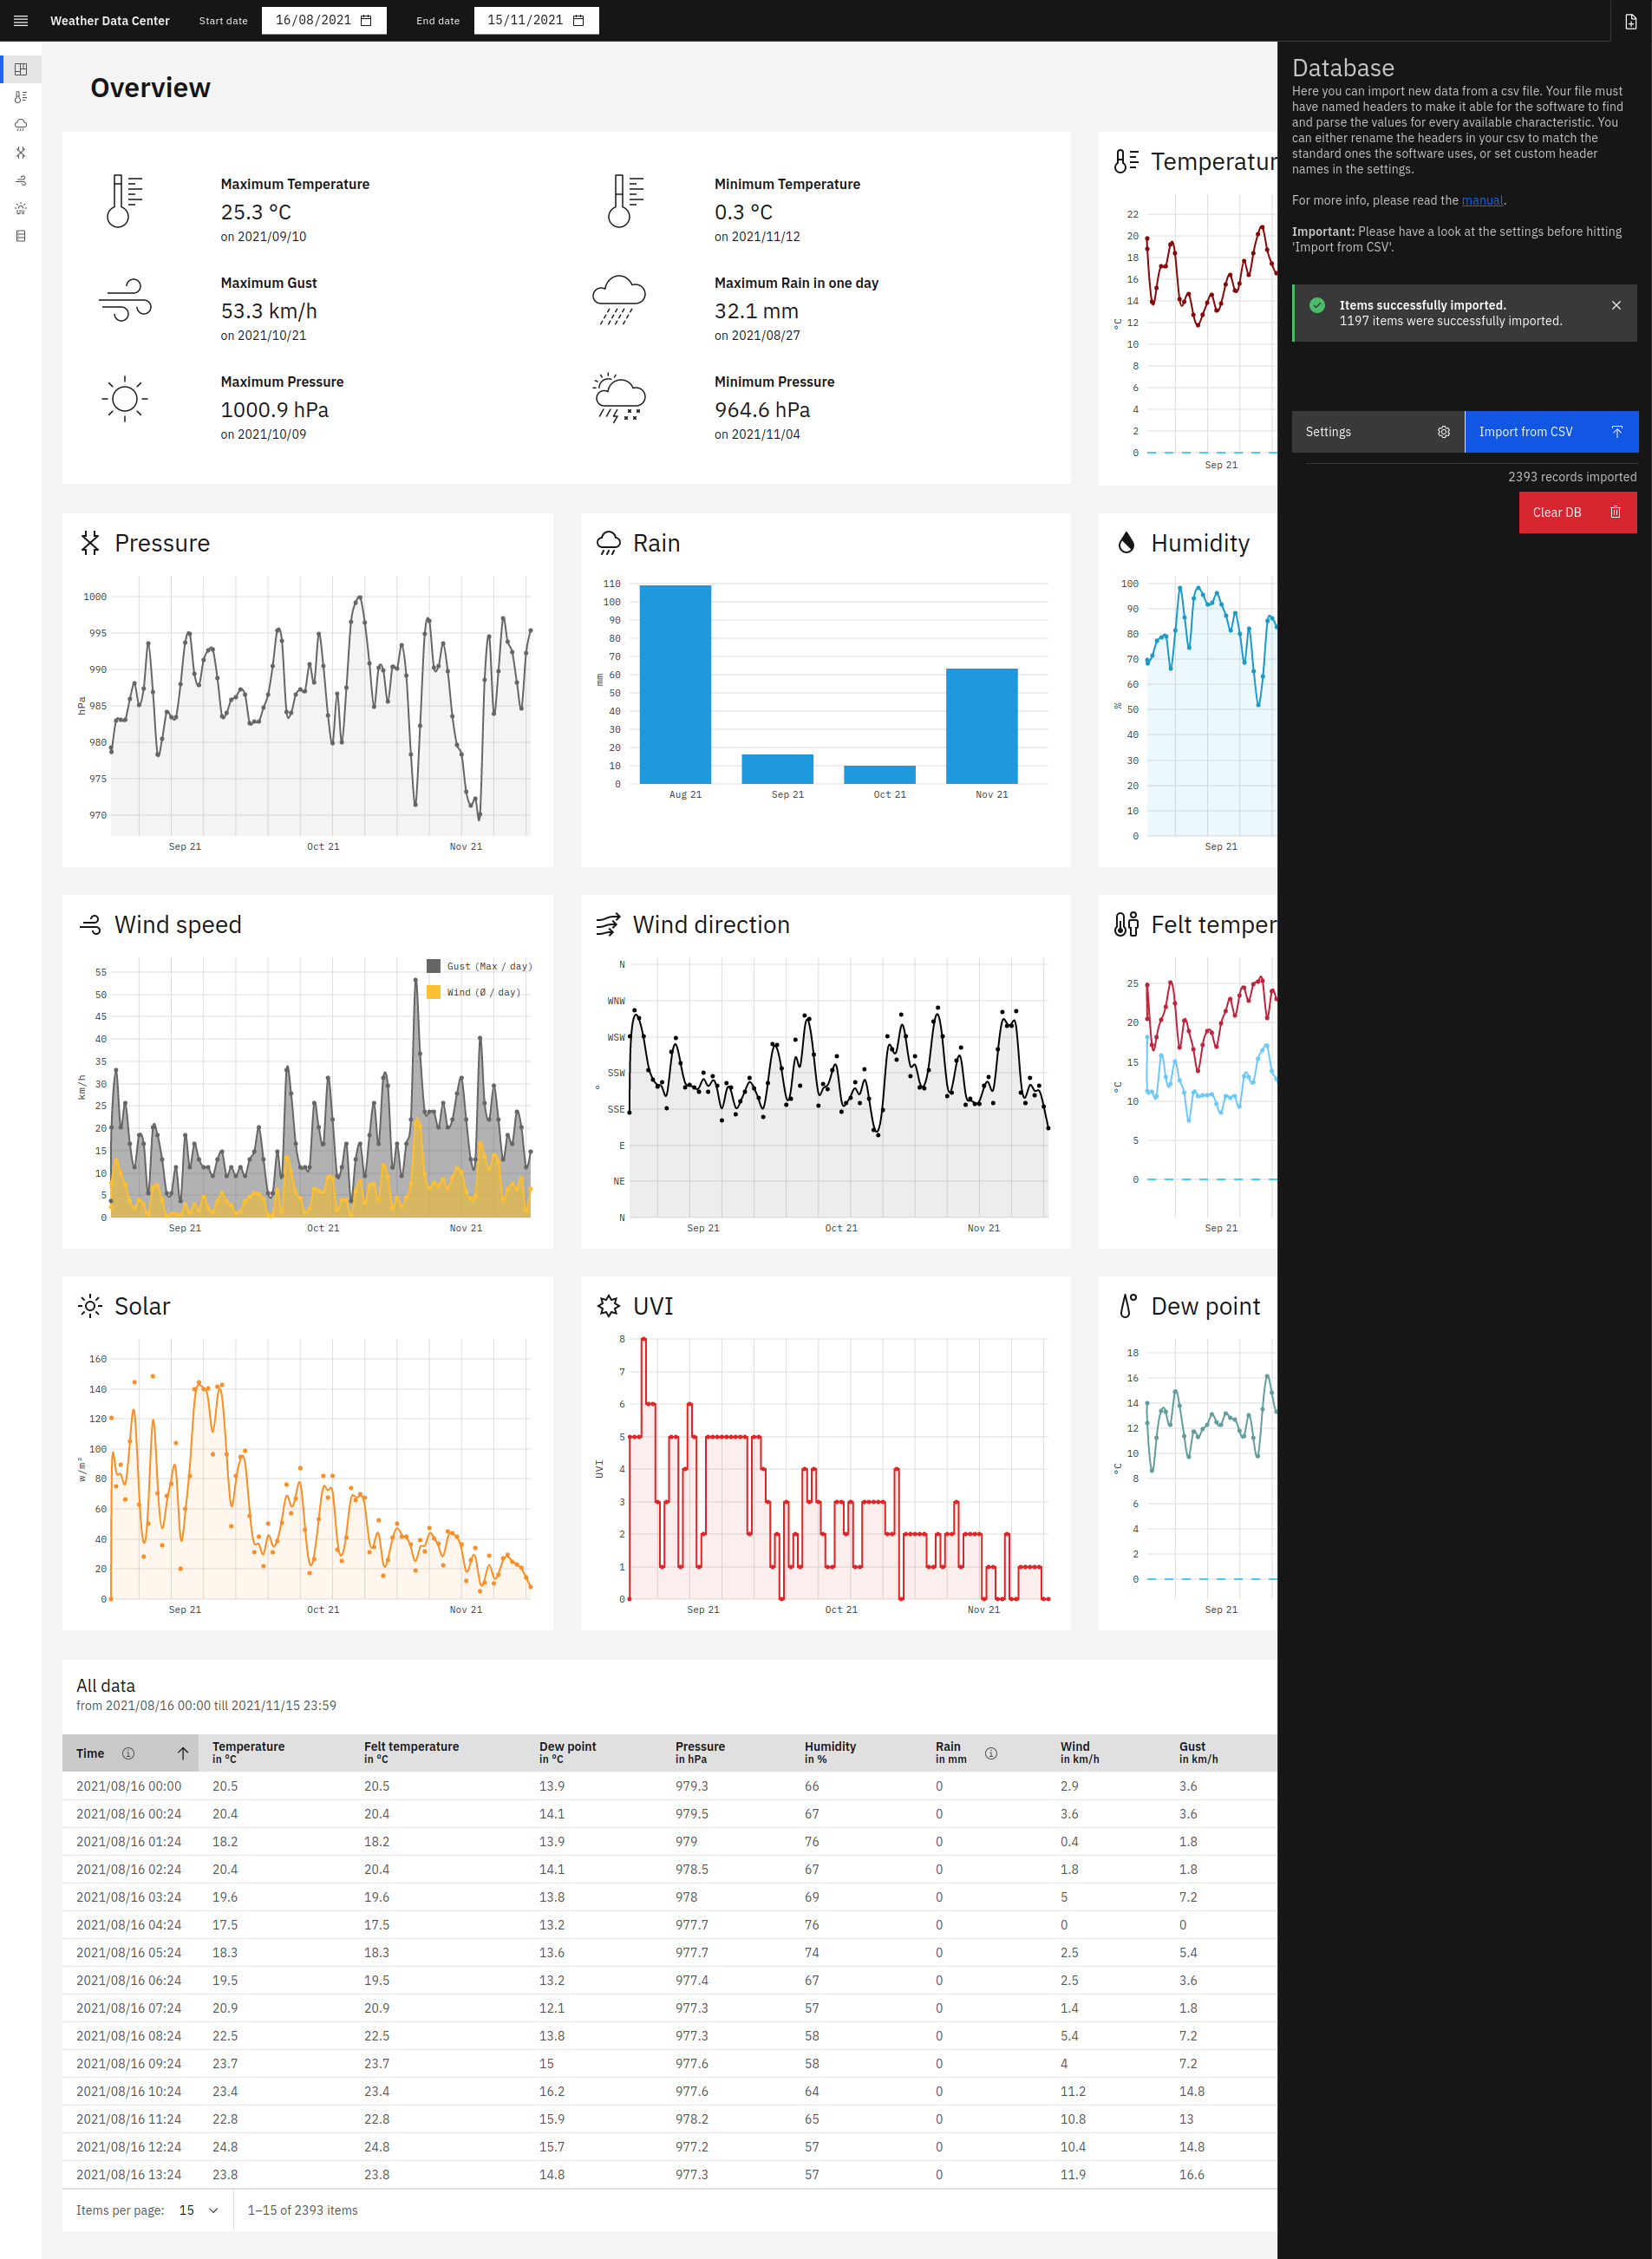 Weather Data Center Start date 16/08/2021 End date 15/11/2021
Overview
Maximum Temperature
25.3 °C
on 2021/09/10
Minimum Temperature
0.3 °C
on 2021/11/12
Maximum Gust
53.3 km/h
on 2021/10/21
Maximum Rain in one day
32.1 mm
on 2021/08/27
Maximum Pressure
1000.9 hPa
on 2021/10/09
Minimum Pressure
964.6 hPa
on 2021/11/04
22
20
18
16
14
°C 12
10
8
6
4
2
0
Sep 21
Pressure
1000
995
990
hPa 985
980
975
970
Sep 21 Oct 21 Nov 21
Rain
110
100
90
80
70
mm 60
50
40
30
20
10
0
Aug 21 Sep 21 Oct 21 Nov 21
Humidity
100
90
80
70
60
% 50
40
30
20
10
0
Sep 21
Wind speed
Gust (Max / day)
Wind (Ø / day)
55
50
45
40
35
km/h 30
25
20
15
10
5
0
Sep 21 Oct 21 Nov 21
Wind direction
N
WNW
WSW
SSW
°
SSE
E
NE
N
Sep 21 Oct 21 Nov 21
Felt
25
20
15
°C 10
5
0
Sep 21
Solar
160
140
120
100
w/m² 80
60
40
20
0
Sep 21 Oct 21 Nov 21
UVI
8
7
6
5
UVI 4
3
2
1
0
Sep 21 Oct 21 Nov 21
Dew point
18
16
14
12
10
°C 8
6
4
2
0
Sep 21
All data
from 2021/08/16 00:00 till 2021/11/15 23:59
Time Temperature in °C Felt temperature in °C Dew point in °C Pressure in hPa Humidity in % Rain in mm Wind in km/h Gust in km/h
2021/08/16 00:00 20.5 20.5 13.9 979.3 66 0 2.9 3.6
2021/08/16 00:24 20.4 20.4 14.1 979.5 67 0 3.6 3.6
2021/08/16 01:24 18.2 18.2 13.9 979 76 0 0.4 1.8
2021/08/16 02:24 20.4 20.4 14.1 978.5 67 0 1.8 1.8
2021/08/16 03:24 19.6 19.6 13.8 978 69 0 5 7.2
2021/08/16 04:24 17.5 17.5 13.2 977.7 76 0 0 0
2021/08/16 05:24 18.3 18.3 13.6 977.7 74 0 2.5 5.4
2021/08/16 06:24 19.5 19.5 13.2 977.4 67 0 2.5 3.6
2021/08/16 07:24 20.9 20.9 12.1 977.3 57 0 1.4 1.8
2021/08/16 08:24 22.5 22.5 13.8 977.3 58 0 5.4 7.2
2021/08/16 09:24 23.7 23.7 15 977.6 58 0 4 7.2
2021/08/16 10:24 23.4 23.4 16.2 977.6 64 0 11.2 14.8
2021/08/16 11:24 22.8 22.8 15.9 978.2 65 0 10.8 13
2021/08/16 12:24 24.8 24.8 15.7 977.2 57 0 10.4 14.8
2021/08/16 13:24 23.8 23.8 14.8 977.3 57 0 11.9 16.6
Items per page: 15 1–15 of 2393 items
Database
Here you can import new data from a csv file. Your file must
have named headers to make it able for the software to find
and parse the values for every available characteristic. You
can either rename the headers in your csv to match the
standard ones the software uses, or set custom header
names in the settings.
For more info, please read the manual.
Important: Please have a look at the settings before hitting
'Import from CSV'.
Items successfully imported.
1197 items were successfully imported.
Settings Import from CSV
2393 records imported
Clear DB